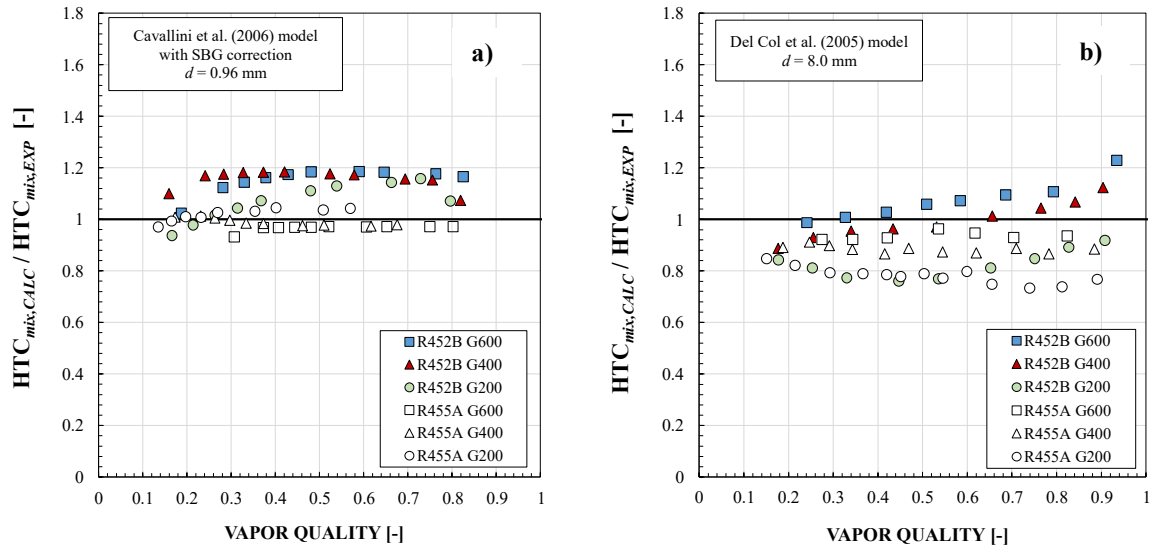 Cavallini et al. (2006) model
with SBG correction
d = 0.96 mm
a)
HTCmix,CALC / HTCmix,EXP [-]
1.8
1.6
1.4
1.2
1
0.8
0.6
0.4
0.2
0
R452B G600
R452B G400
R452B G200
R455A G600
R455A G400
R455A G200
0 0.1 0.2 0.3 0.4 0.5 0.6 0.7 0.8 0.9 1
VAPOR QUALITY [-]
Del Col et al. (2005) model
d = 8.0 mm
b)
HTCmix,CALC / HTCmix,EXP [-]
1.8
1.6
1.4
1.2
1
0.8
0.6
0.4
0.2
0
R452B G600
R452B G400
R452B G200
R455A G600
R455A G400
R455A G200
0 0.1 0.2 0.3 0.4 0.5 0.6 0.7 0.8 0.9 1
VAPOR QUALITY [-]